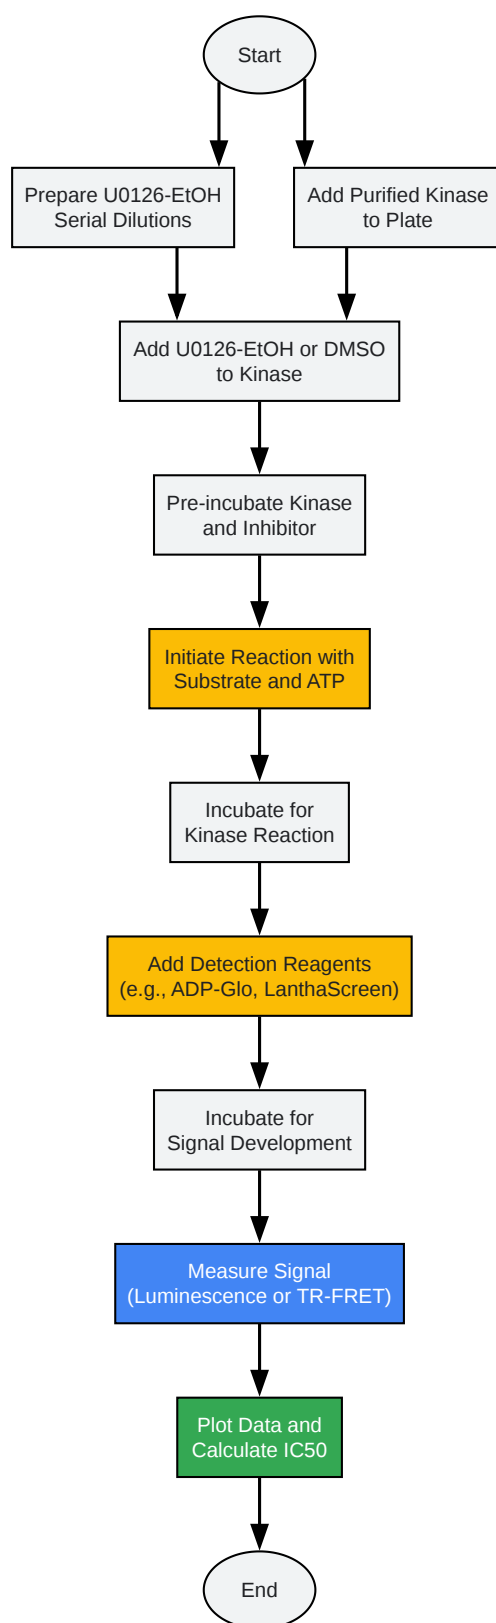 Start
Prepare U0126-EtOH
Serial Dilutions
Add Purified Kinase
to Plate
Add U0126-EtOH or DMSO
to Kinase
Pre-incubate Kinase
and Inhibitor
Initiate Reaction with
Substrate and ATP
Incubate for
Kinase Reaction
Add Detection Reagents
(e.g., ADP-Glo, LanthaScreen)
Incubate for
Signal Development
Measure Signal
(Luminescence or TR-FRET)
Plot Data and
Calculate IC50
End